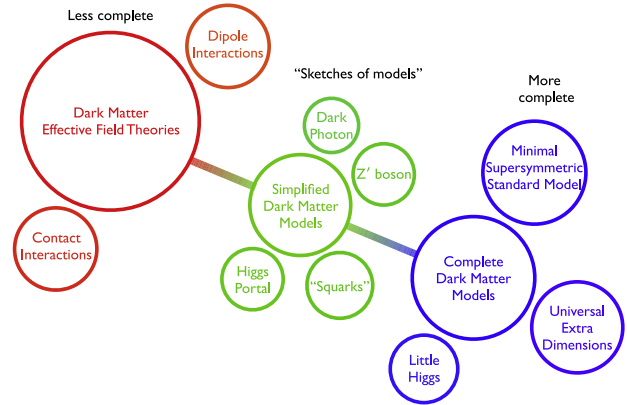 Less complete
Dipole
Interactions
Dark Matter
Effective Field Theories
Contact
Interactions
“Sketches of models”
Dark
Photon
Z′ boson
Simplified
Dark Matter
Models
Higgs
Portal
“Squarks”
More
complete
Minimal
Supersymmetric
Standard Model
Complete
Dark Matter
Models
Universal
Extra
Dimensions
Little
Higgs